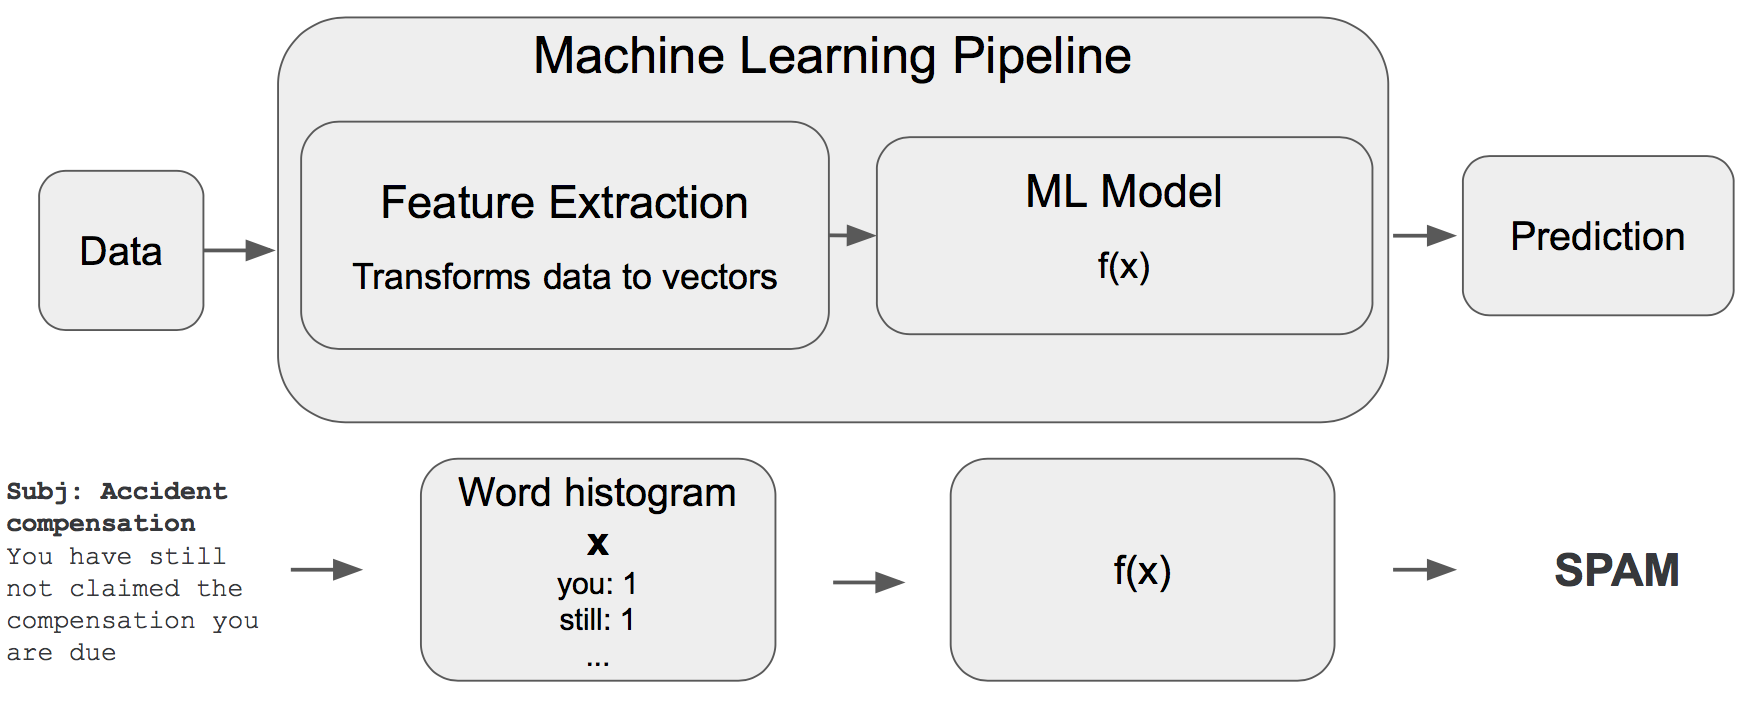 Machine Learning Pipeline
Data
Feature Extraction
Transforms data to vectors
ML Model
f(x)
Prediction
Subj: Accident
compensation
You have still
not claimed the
compensation you
are due
Word histogram
x
you: 1
still: 1
...
f(x)
SPAM